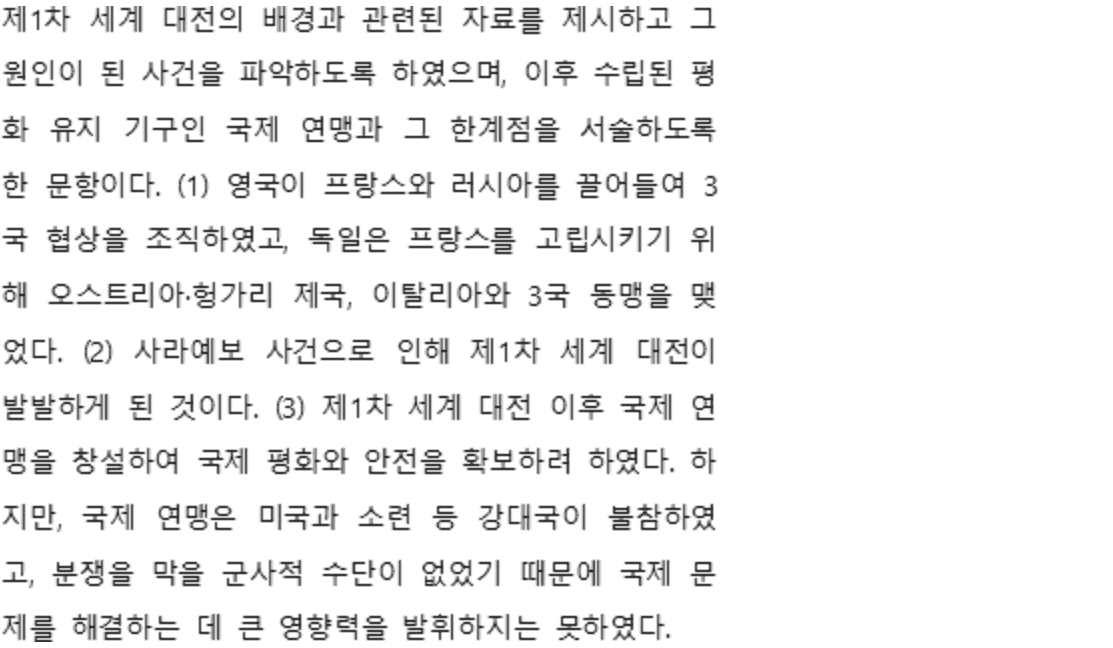 제1차 세계 대전의 배경과 관련된 자료를 제시하고 그
원인이 된 사건을 파악하도록 하였으며, 이후 수립된 평
화 유지 기구인 국제 연맹과 그 한계점을 서술하도록
한 문항이다. (1) 영국이 프랑스와 러시아를 끌어들여 3
국 협상을 조직하였고, 독일은 프랑스를 고립시키기 위
해 오스트리아·헝가리 제국, 이탈리아와 3국 동맹을 맺
었다. (2) 사라예보 사건으로 인해 제1차 세계 대전이
발발하게 된 것이다. (3) 제1차 세계 대전 이후 국제 연
맹을 창설하여 국제 평화와 안전을 확보하려 하였다. 하
지만, 국제 연맹은 미국과 소련 등 강대국이 불참하였
고, 분쟁을 막을 군사적 수단이 없었기 때문에 국제 문
제를 해결하는 데 큰 영향력을 발휘하지는 못하였다.